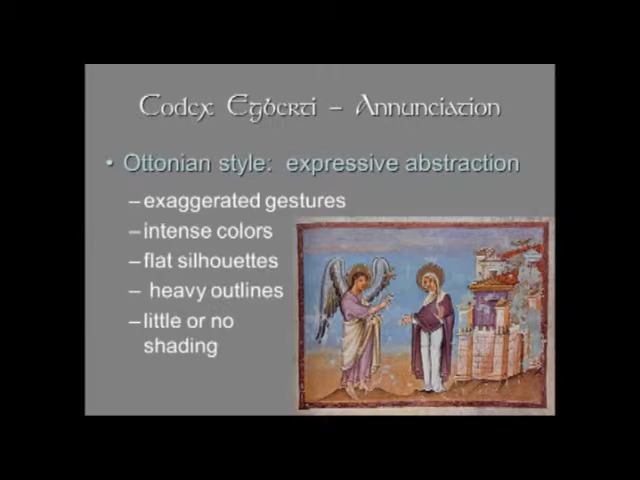 Codex Egberti – Annunciation
• Ottonian style: expressive abstraction
–exaggerated gestures
–intense colors
–flat silhouettes
– heavy outlines
–little or no
shading